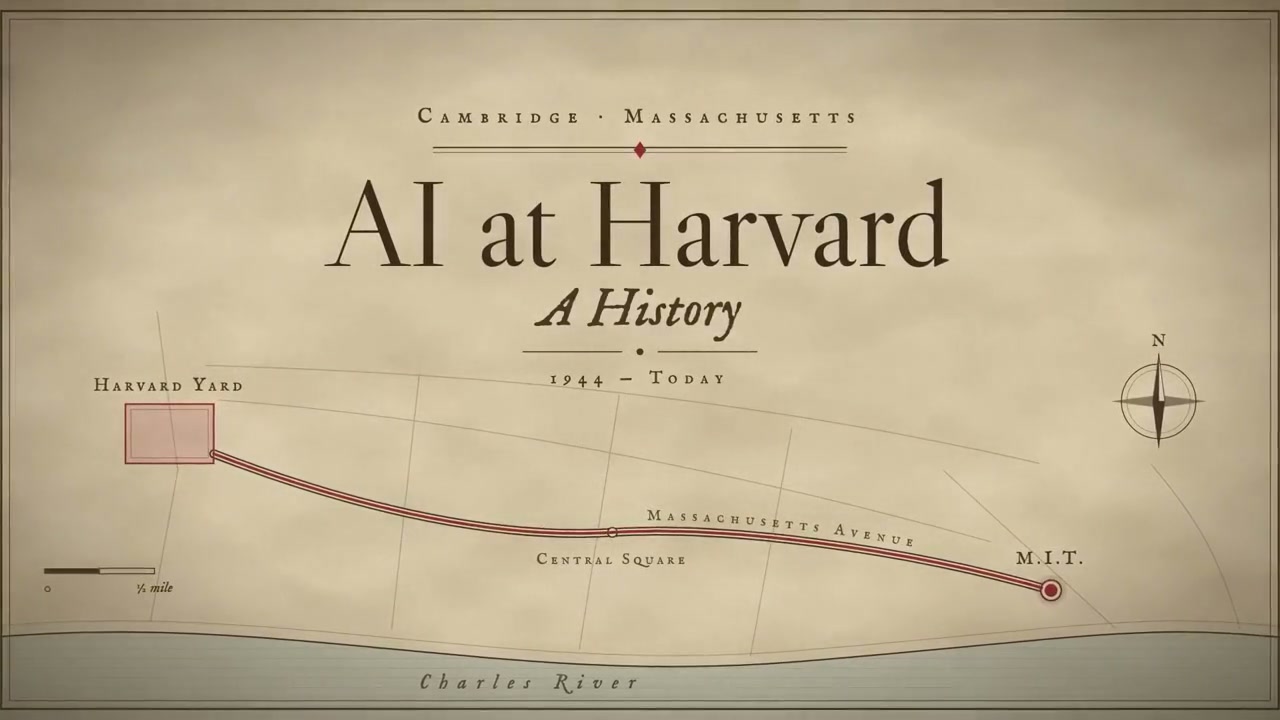 Cambridge · Massachusetts
AI at Harvard
A History
1944 – Today
N
Harvard Yard
Massachusetts Avenue
Central Square
M.I.T.
0 ½ mile
Charles River